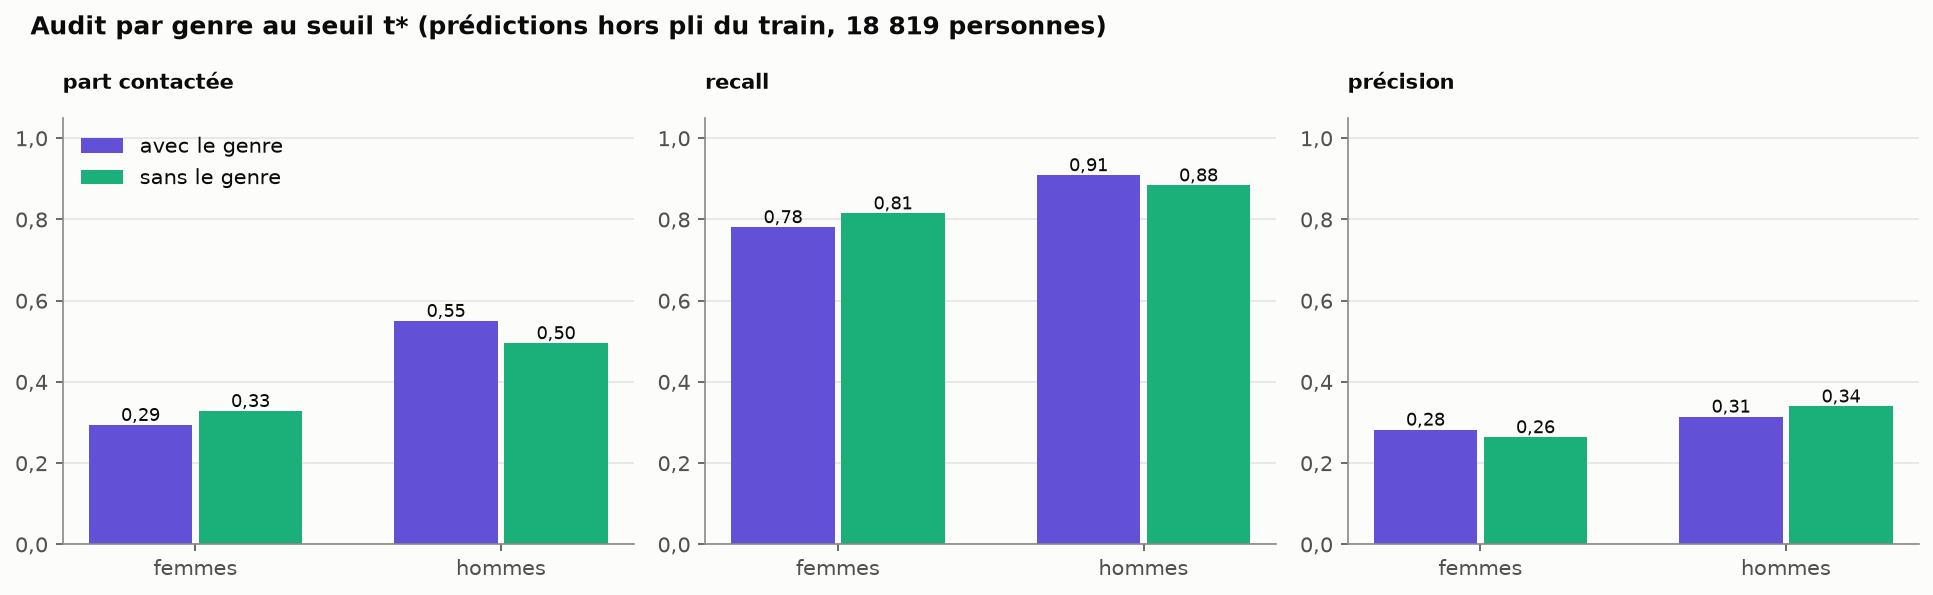 Audit par genre au seuil t* (prédictions hors pli du train, 18 819 personnes)
part contactée
1,0
0,8
0,6
0,4
0,2
0,0
avec le genre
sans le genre
0,29
0,33
0,55
0,50
femmes
hommes
recall
1,0
0,8
0,6
0,4
0,2
0,0
0,78
0,81
0,91
0,88
femmes
hommes
précision
1,0
0,8
0,6
0,4
0,2
0,0
0,28
0,26
0,31
0,34
femmes
hommes